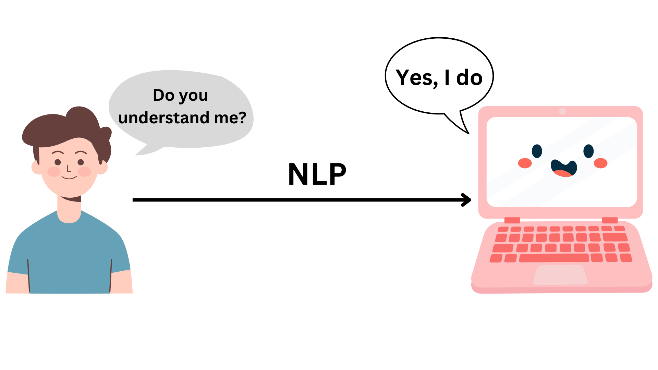 Do you
understand me?
Yes, I do
NLP